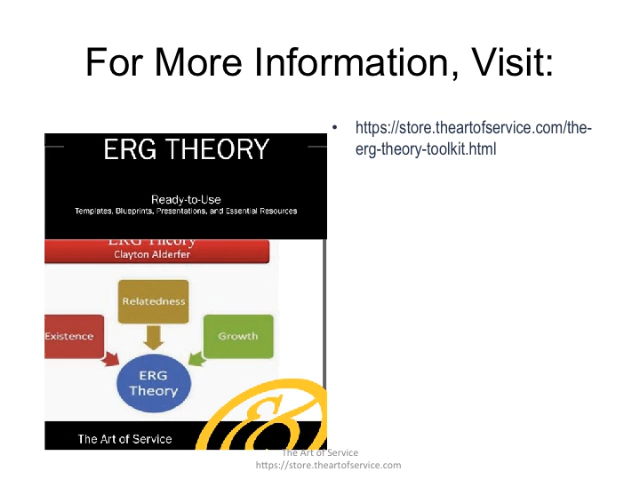 For More Information, Visit:
• https://store.theartofservice.com/the-
erg-theory-toolkit.html
ERG THEORY
Ready-to-Use
Templates, Blueprints, Presentations, and Essential Resources
ERG Theory
Clayton Alderfer
Relatedness
Existence
Growth
ERG
Theory
The Art of Service
The Art of Service
https://store.theartofservice.com